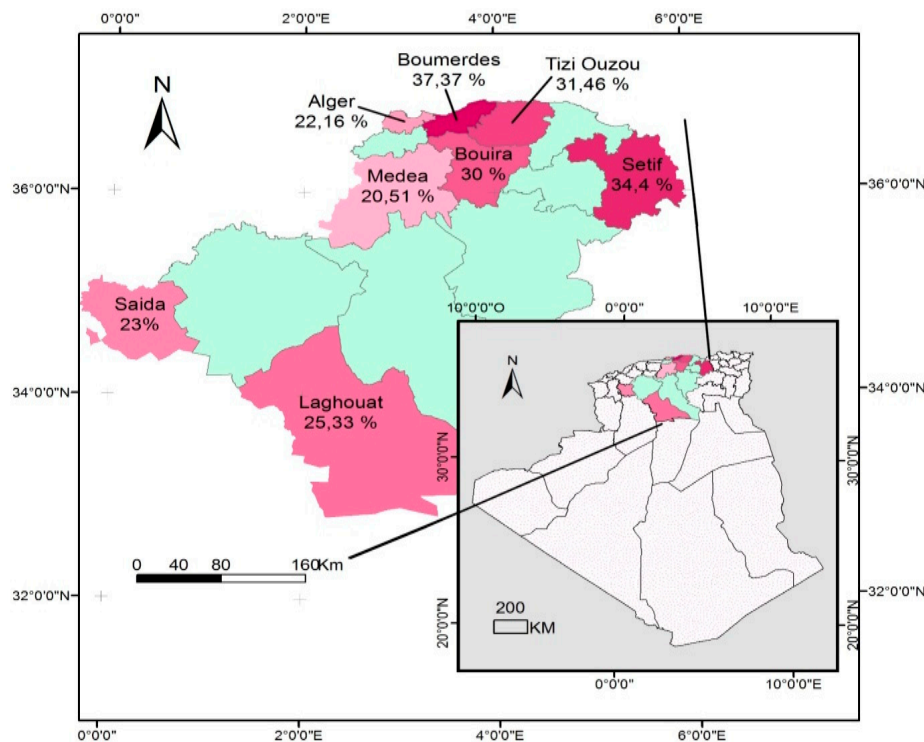 0°0'0" 2°0'0"E 4°0'0"E 6°0'0"E
N
Boumerdes
37,37 %
Tizi Ouzou
31,46 %
Alger
22,16 %
Bouira
30 %
Medea
20,51 %
Setif
34,4 %
36°0'0"N 36°0'0"N
Saida
23%
Laghouat
25,33 %
34°0'0"N 34°0'0"N
0 40 80 160 Km
32°0'0"N 32°0'0"N
10°0'0"O 0°0'0" 10°0'0"E
N
30°0'0"N 30°0'0"N
20°0'0"N 20°0'0"N
200
KM
0°0'0" 10°0'0"E
0°0'0" 2°0'0"E 4°0'0"E 6°0'0"E